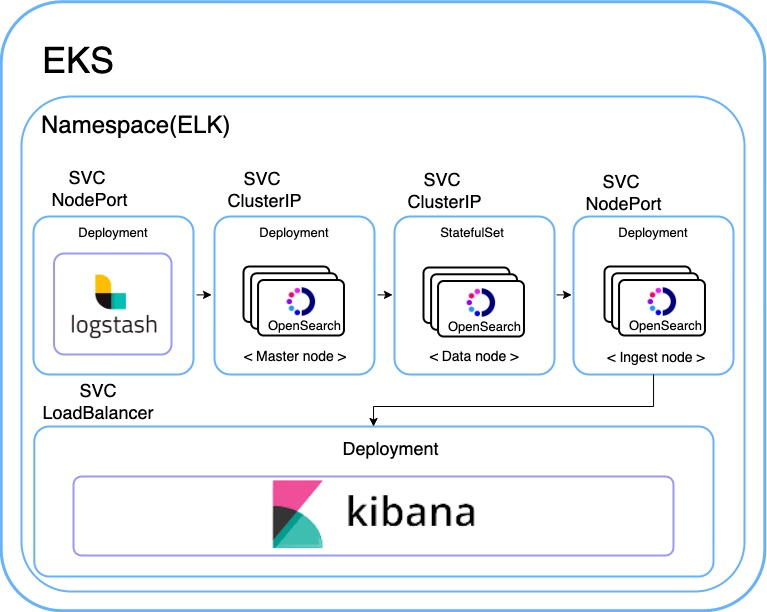 EKS
Namespace(ELK)
SVC
NodePort
Deployment
logstash
SVC
ClusterIP
Deployment
OpenSearch
< Master node >
SVC
ClusterIP
StatefulSet
OpenSearch
< Data node >
SVC
NodePort
Deployment
OpenSearch
< Ingest node >
SVC
LoadBalancer
Deployment
kibana